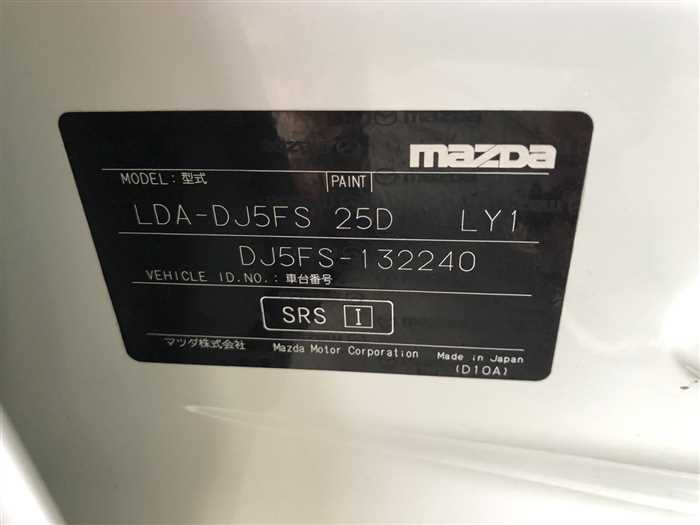 mazda
MODEL: 型式 PAINT
LDA-DJ5FS 25D LY1
DJ5FS-132240
VEHICLE ID.NO.: 車台番号
SRS I
マツダ株式会社 Mazda Motor Corporation Made in Japan
(D10A)